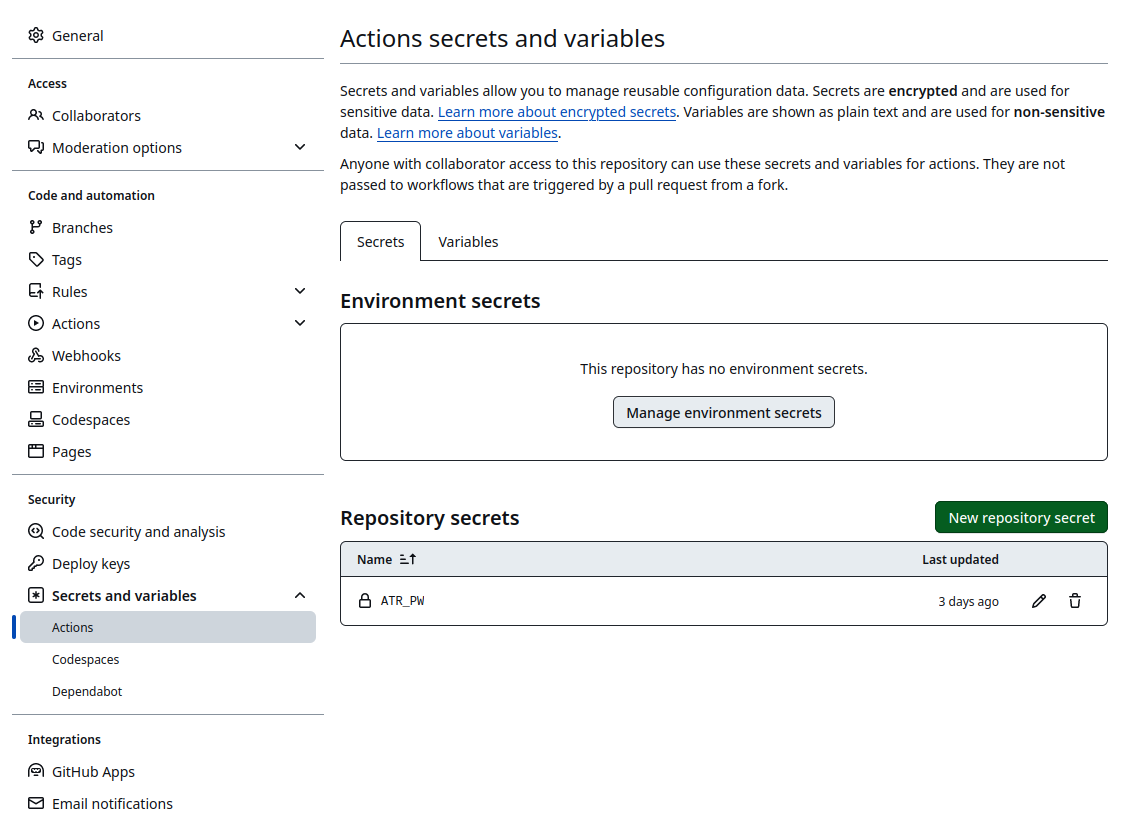 General
Access
Collaborators
Moderation options
Code and automation
Branches
Tags
Rules
Actions
Webhooks
Environments
Codespaces
Pages
Security
Code security and analysis
Deploy keys
Secrets and variables
Actions
Codespaces
Dependabot
Integrations
GitHub Apps
Email notifications
Actions secrets and variables
Secrets and variables allow you to manage reusable configuration data. Secrets are encrypted and are used for
sensitive data. Learn more about encrypted secrets. Variables are shown as plain text and are used for non-sensitive
data. Learn more about variables.
Anyone with collaborator access to this repository can use these secrets and variables for actions. They are not
passed to workflows that are triggered by a pull request from a fork.
Secrets Variables
Environment secrets
This repository has no environment secrets.
Manage environment secrets
Repository secrets New repository secret
Name Last updated
ATR_PW 3 days ago